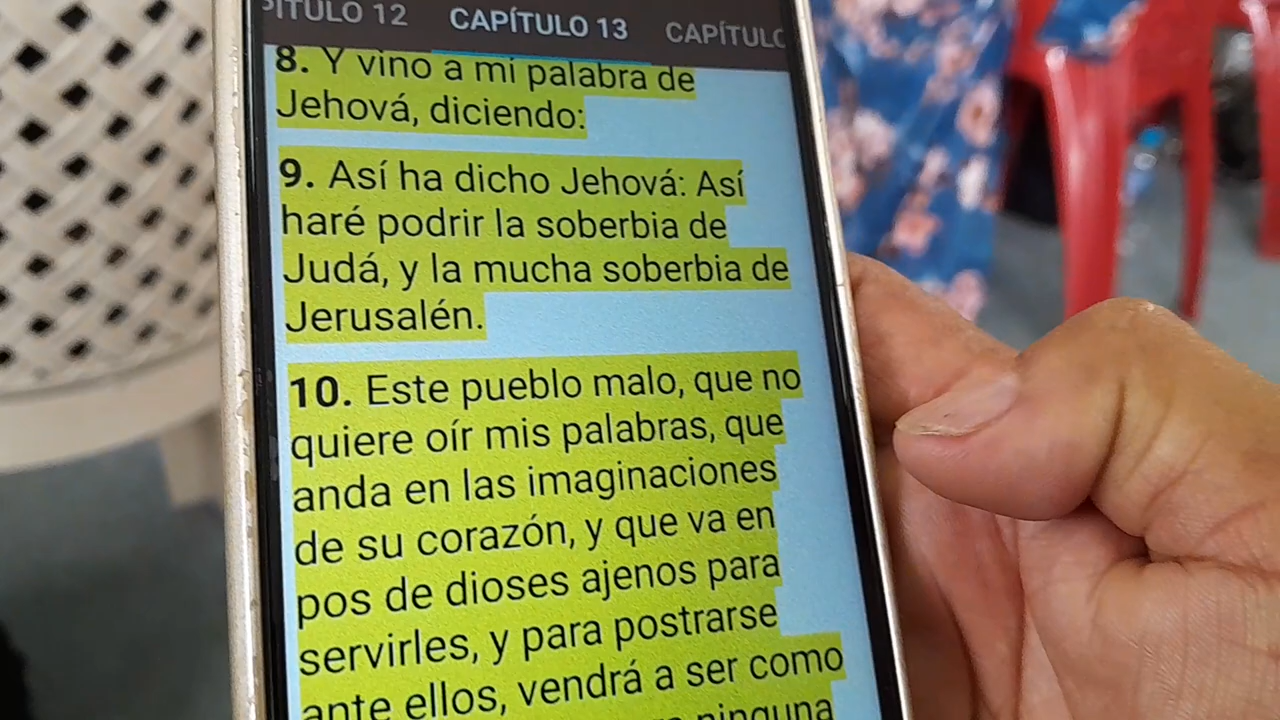 PÍTULO 12 CAPÍTULO 13 CAPÍTULO
8. Y vino a mí palabra de
Jehová, diciendo:
9. Así ha dicho Jehová: Así
haré podrir la soberbia de
Judá, y la mucha soberbia de
Jerusalén.
10. Este pueblo malo, que no
quiere oír mis palabras, que
anda en las imaginaciones
de su corazón, y que va en
pos de dioses ajenos para
servirles, y para postrarse
ante ellos, vendrá a ser como
ninguna